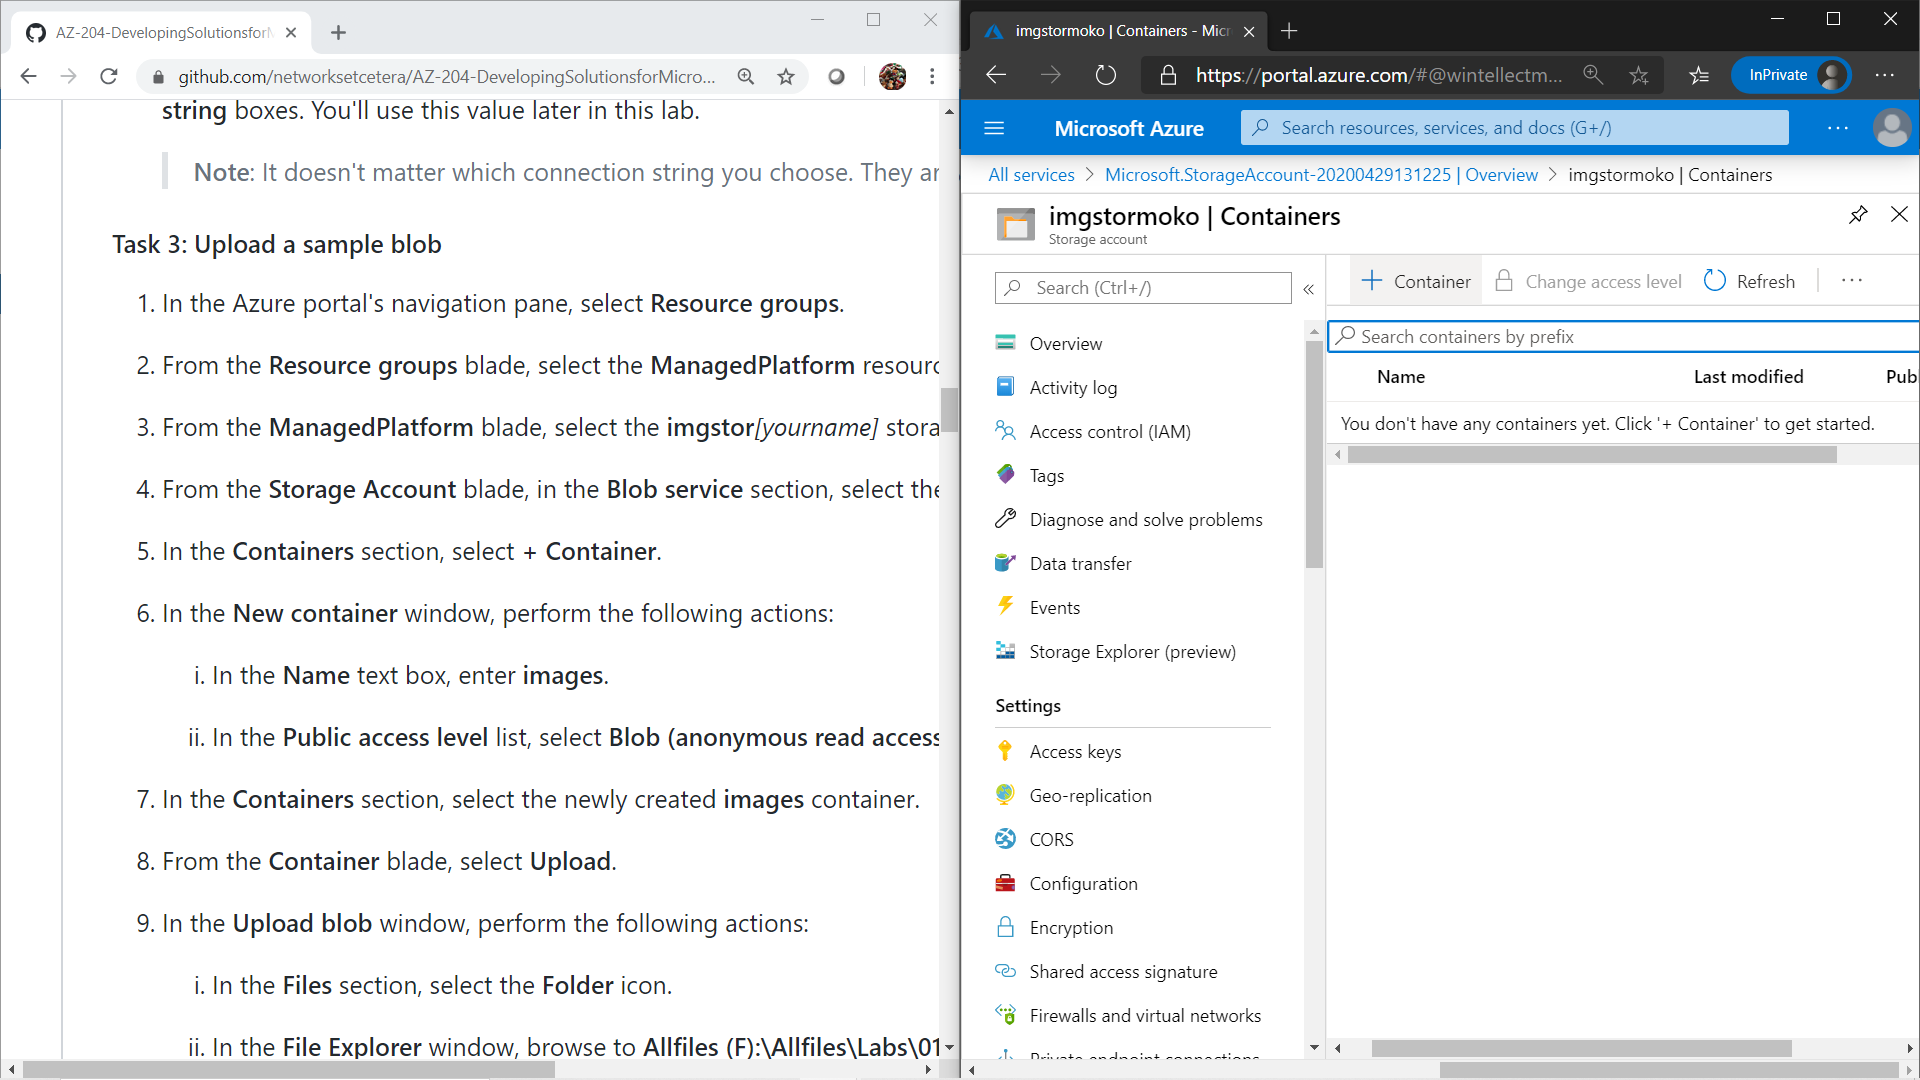 AZ-204-DevelopingSolutionsforM
github.com/networksetcetera/AZ-204-DevelopingSolutionsforMicro...
string boxes. You'll use this value later in this lab.
Note: It doesn't matter which connection string you choose. They ar
Task 3: Upload a sample blob
1. In the Azure portal's navigation pane, select Resource groups.
2. From the Resource groups blade, select the ManagedPlatform resourc
3. From the ManagedPlatform blade, select the imgstor[yourname] stora
4. From the Storage Account blade, in the Blob service section, select the
5. In the Containers section, select + Container.
6. In the New container window, perform the following actions:
i. In the Name text box, enter images.
ii. In the Public access level list, select Blob (anonymous read access
7. In the Containers section, select the newly created images container.
8. From the Container blade, select Upload.
9. In the Upload blob window, perform the following actions:
i. In the Files section, select the Folder icon.
ii. In the File Explorer window, browse to Allfiles (F):\Allfiles\Labs\01
imgstormoko | Containers - Micr
https://portal.azure.com/#@wintellectm...
InPrivate
Microsoft Azure
Search resources, services, and docs (G+/)
All services > Microsoft.StorageAccount-20200429131225 | Overview > imgstormoko | Containers
imgstormoko | Containers
Storage account
Search (Ctrl+/)
Overview
Activity log
Access control (IAM)
Tags
Diagnose and solve problems
Data transfer
Events
Storage Explorer (preview)
Settings
Access keys
Geo-replication
CORS
Configuration
Encryption
Shared access signature
Firewalls and virtual networks
Private endpoint connections
+ Container
Change access level
Refresh
Search containers by prefix
Name Last modified Publ
You don't have any containers yet. Click '+ Container' to get started.